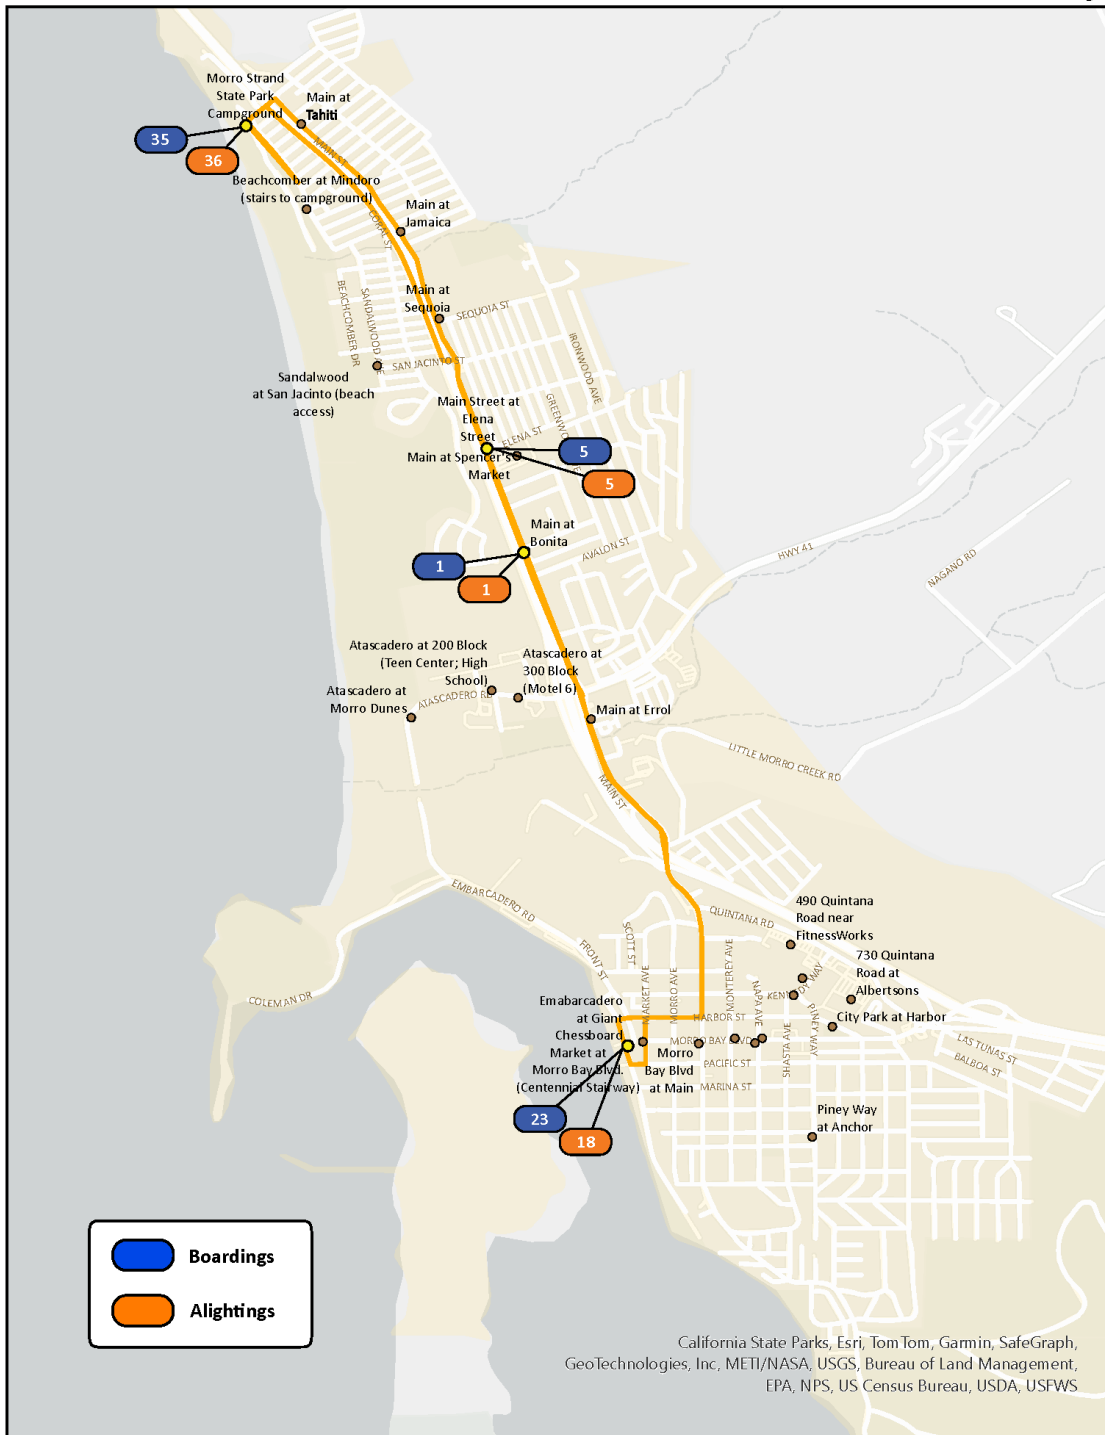 Morro Strand
State Park
Campground
Main at
Tahiti
35
36
MAIN ST
Beachcomber at Mindoro
(stairs to campground)
CORAL ST
Main at
Jamaica
Main at
Sequoia
SEQUOIA ST
BEACHCOMBER DR
SANDALWOOD AVE
SAN JACINTO ST
IRONWOOD AVE
Sandalwood
at San Jacinto (beach
access)
Main Street at
Elena
Street
ELENA ST
Main at Spencer's
Market
5
5
Main at
Bonita
AVALON ST
1
1
HWY 41
NAGANO RD
Atascadero at 200 Block
(Teen Center; High
School)
Atascadero at
300 Block
(Motel 6)
Atascadero at
Morro Dunes
ATASCADERO RD
Main at Errol
LITTLE MORRO CREEK RD
MAIN ST
EMBARCADERO RD
QUINTANA RD
490 Quintana
Road near
FitnessWorks
730 Quintana
Road at
Albertsons
FRONT ST
SCOTT ST
MARKET AVE
MORRO AVE
MONTEREY AVE
NAPA AVE
KENNEDY WAY
PINEY WAY
SHASTA AVE
COLEMAN DR
Emabarcadero
at Giant
Chessboard
HARBOR ST
City Park at Harbor
Market at
Morro Bay Blvd.
(Centennial Stairway)
MORRO BAY BLVD
Morro
Bay Blvd
at Main
PACIFIC ST
MARINA ST
LAS TUNAS ST
BALBOA ST
23
18
Piney Way
at Anchor
Boardings
Alightings
California State Parks, Esri, TomTom, Garmin, SafeGraph,
GeoTechnologies, Inc, METI/NASA, USGS, Bureau of Land Management,
EPA, NPS, US Census Bureau, USDA, USFWS